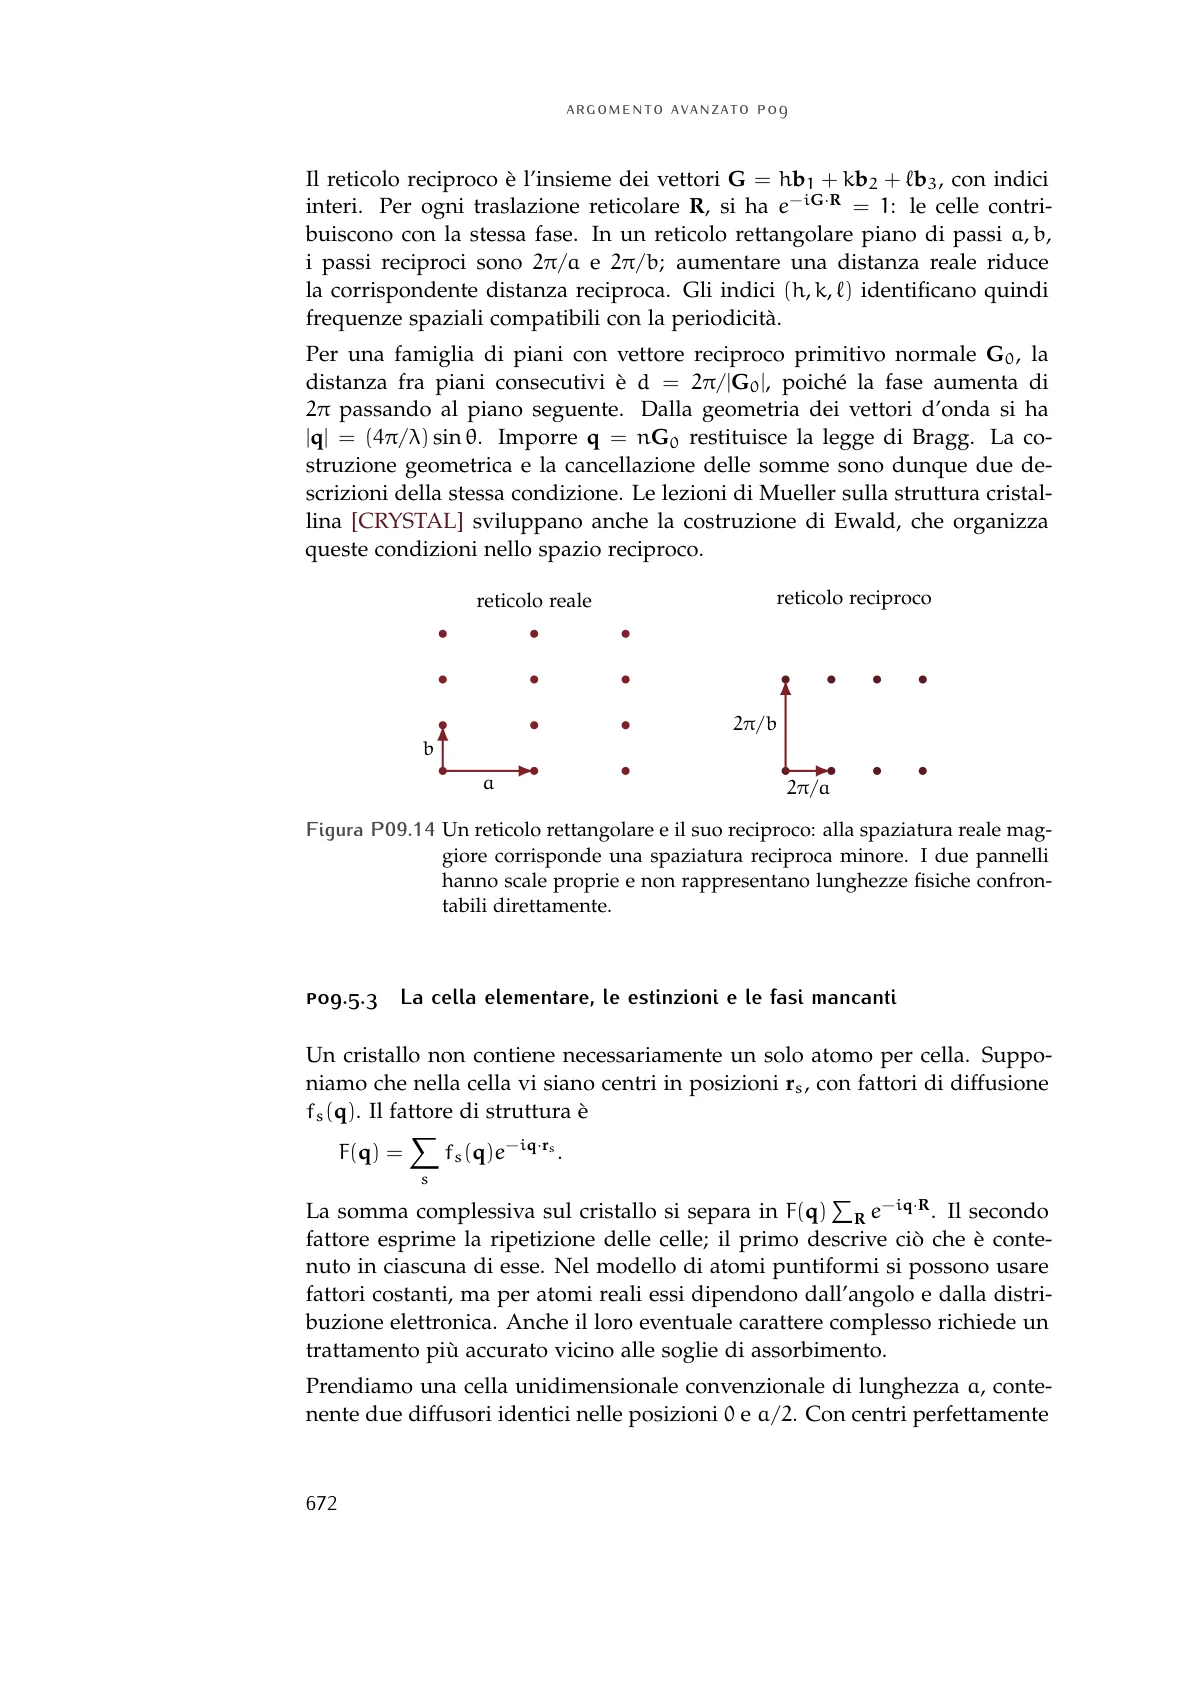 ARGOMENTO AVANZATO P09
Il reticolo reciproco è l'insieme dei vettori G = hb₁ + kb₂ + ℓb₃, con indici
interi. Per ogni traslazione reticolare R, si ha e^{−iG·R} = 1: le celle contri-
buiscono con la stessa fase. In un reticolo rettangolare piano di passi a, b,
i passi reciproci sono 2π/a e 2π/b; aumentare una distanza reale riduce
la corrispondente distanza reciproca. Gli indici (h, k, ℓ) identificano quindi
frequenze spaziali compatibili con la periodicità.
Per una famiglia di piani con vettore reciproco primitivo normale G₀, la
distanza fra piani consecutivi è d = 2π/|G₀|, poiché la fase aumenta di
2π passando al piano seguente. Dalla geometria dei vettori d'onda si ha
|q| = (4π/λ) sin θ. Imporre q = nG₀ restituisce la legge di Bragg. La co-
struzione geometrica e la cancellazione delle somme sono dunque due de-
scrizioni della stessa condizione. Le lezioni di Mueller sulla struttura cristal-
lina [CRYSTAL] sviluppano anche la costruzione di Ewald, che organizza
queste condizioni nello spazio reciproco.
reticolo reale
b
a
reticolo reciproco
2π/b
2π/a
Figura P09.14 Un reticolo rettangolare e il suo reciproco: alla spaziatura reale mag-
giore corrisponde una spaziatura reciproca minore. I due pannelli
hanno scale proprie e non rappresentano lunghezze fisiche confron-
tabili direttamente.
P09.5.3 La cella elementare, le estinzioni e le fasi mancanti
Un cristallo non contiene necessariamente un solo atomo per cella. Suppo-
niamo che nella cella vi siano centri in posizioni rₛ, con fattori di diffusione
fₛ(q). Il fattore di struttura è
F(q) = ∑_s fₛ(q)e^{−iq·rₛ}.
La somma complessiva sul cristallo si separa in F(q) ∑_R e^{−iq·R}. Il secondo
fattore esprime la ripetizione delle celle; il primo descrive ciò che è conte-
nuto in ciascuna di esse. Nel modello di atomi puntiformi si possono usare
fattori costanti, ma per atomi reali essi dipendono dall'angolo e dalla distri-
buzione elettronica. Anche il loro eventuale carattere complesso richiede un
trattamento più accurato vicino alle soglie di assorbimento.
Prendiamo una cella unidimensionale convenzionale di lunghezza a, conte-
nente due diffusori identici nelle posizioni 0 e a/2. Con centri perfettamente
672